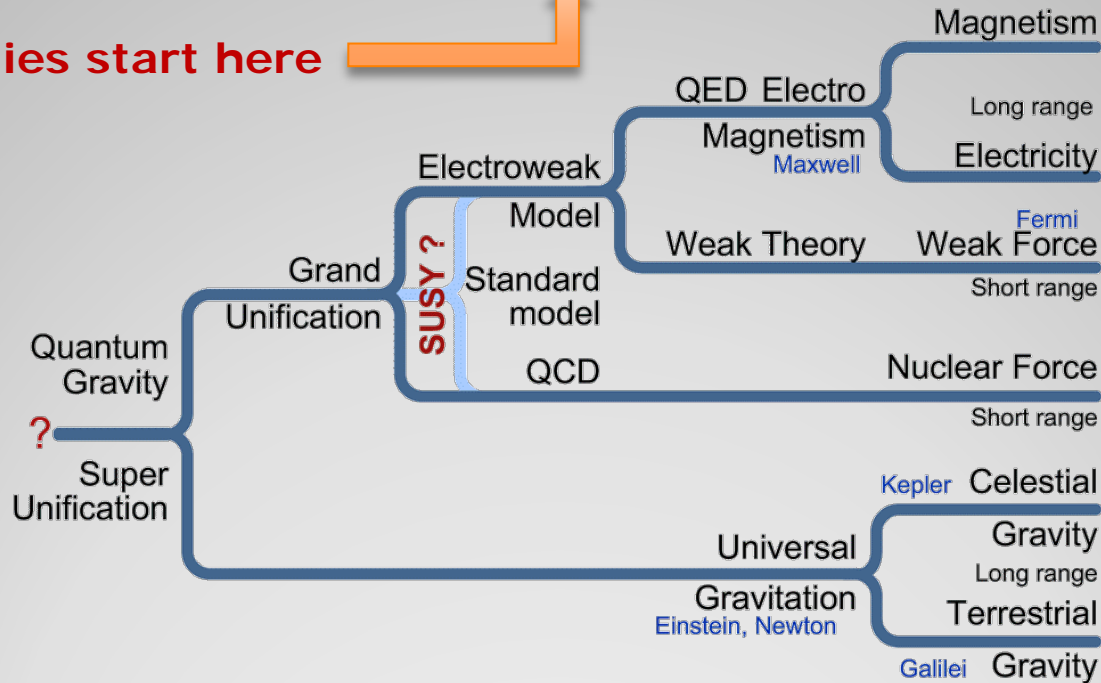 Magnetism
ies start here
QED Electro
Long range
Magnetism
Maxwell
Electricity
Electroweak
Model
Fermi
Weak Theory
Weak Force
Short range
SUSY ?
Standard
model
Grand
Unification
Quantum
Gravity
QCD
Nuclear Force
Short range
?
Super
Unification
Kepler Celestial
Gravity
Universal
Long range
Gravitation
Einstein, Newton
Terrestrial
Galilei Gravity